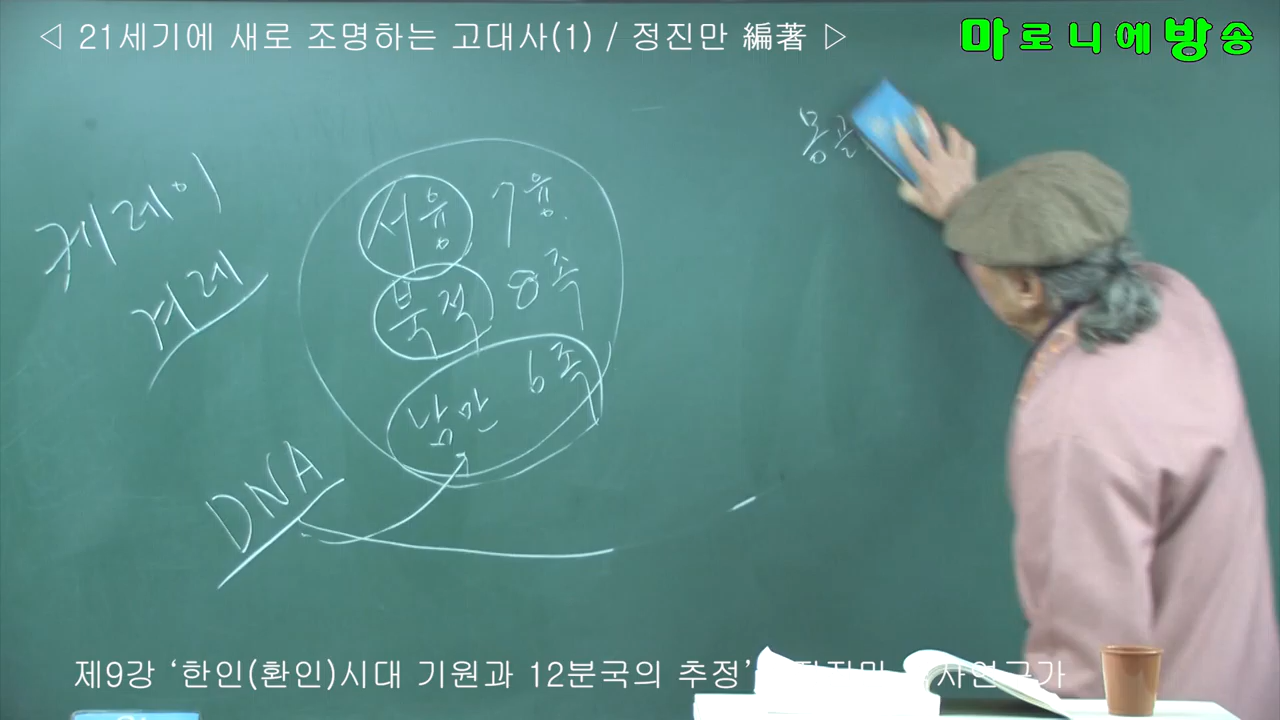 ◁ 21세기에 새로 조명하는 고대사(1) / 정진만 編著 ▷
마로니에방송
몽골
케레이
겨레
서융 7융.
북적 8족
남만 6족
DNA
제9강 ‘한인(환인)시대 기원과 12분국의 추정’